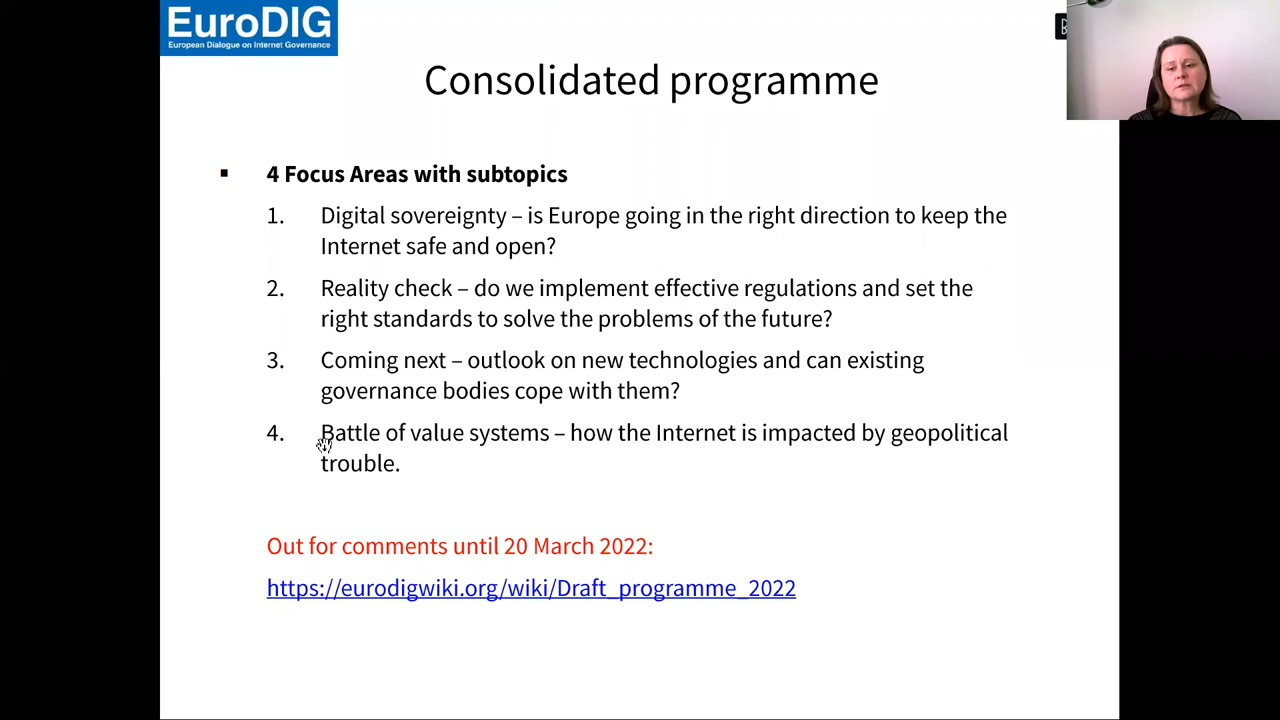 EuroDIG
European Dialogue on Internet Governance
Consolidated programme
▪ 4 Focus Areas with subtopics
1. Digital sovereignty – is Europe going in the right direction to keep the
Internet safe and open?
2. Reality check – do we implement effective regulations and set the
right standards to solve the problems of the future?
3. Coming next – outlook on new technologies and can existing
governance bodies cope with them?
4. Battle of value systems – how the Internet is impacted by geopolitical
trouble.
Out for comments until 20 March 2022:
https://eurodigwiki.org/wiki/Draft_programme_2022